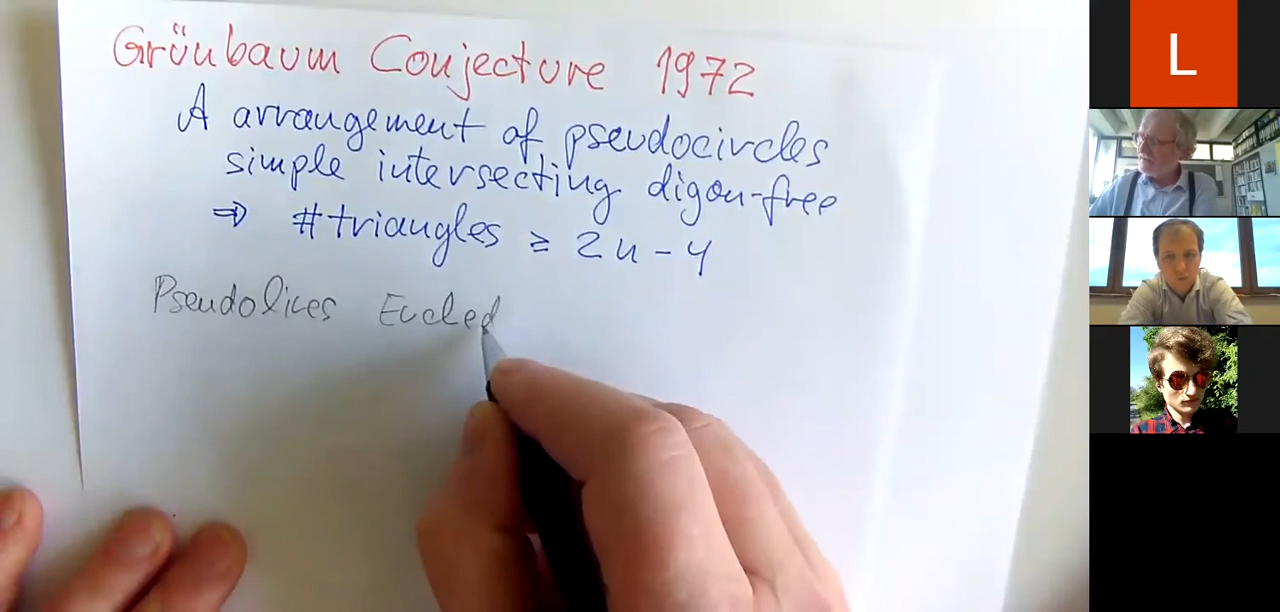 Grünbaum Conjecture 1972
A arrangement of pseudocircles
simple intersecting digon-free
⇒ #triangles ≥ 2n-4
Pseudolines Eucled
L